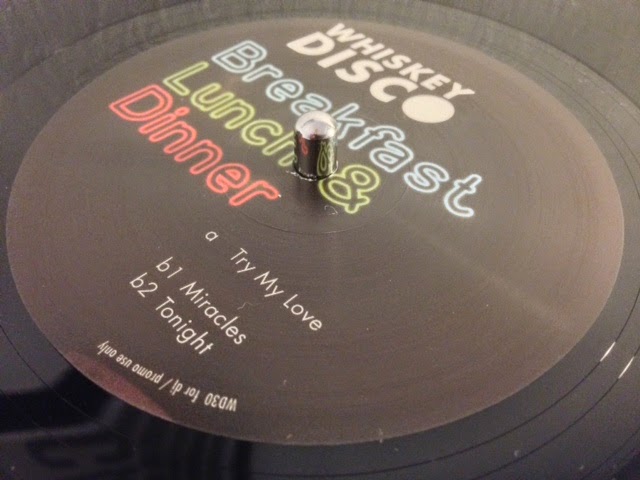 WHISKEY
DISCO
Breakfast
Lunch &
Dinner
a Try My Love
b1 Miracles
b2 Tonight
WD30 for dj / promo use only